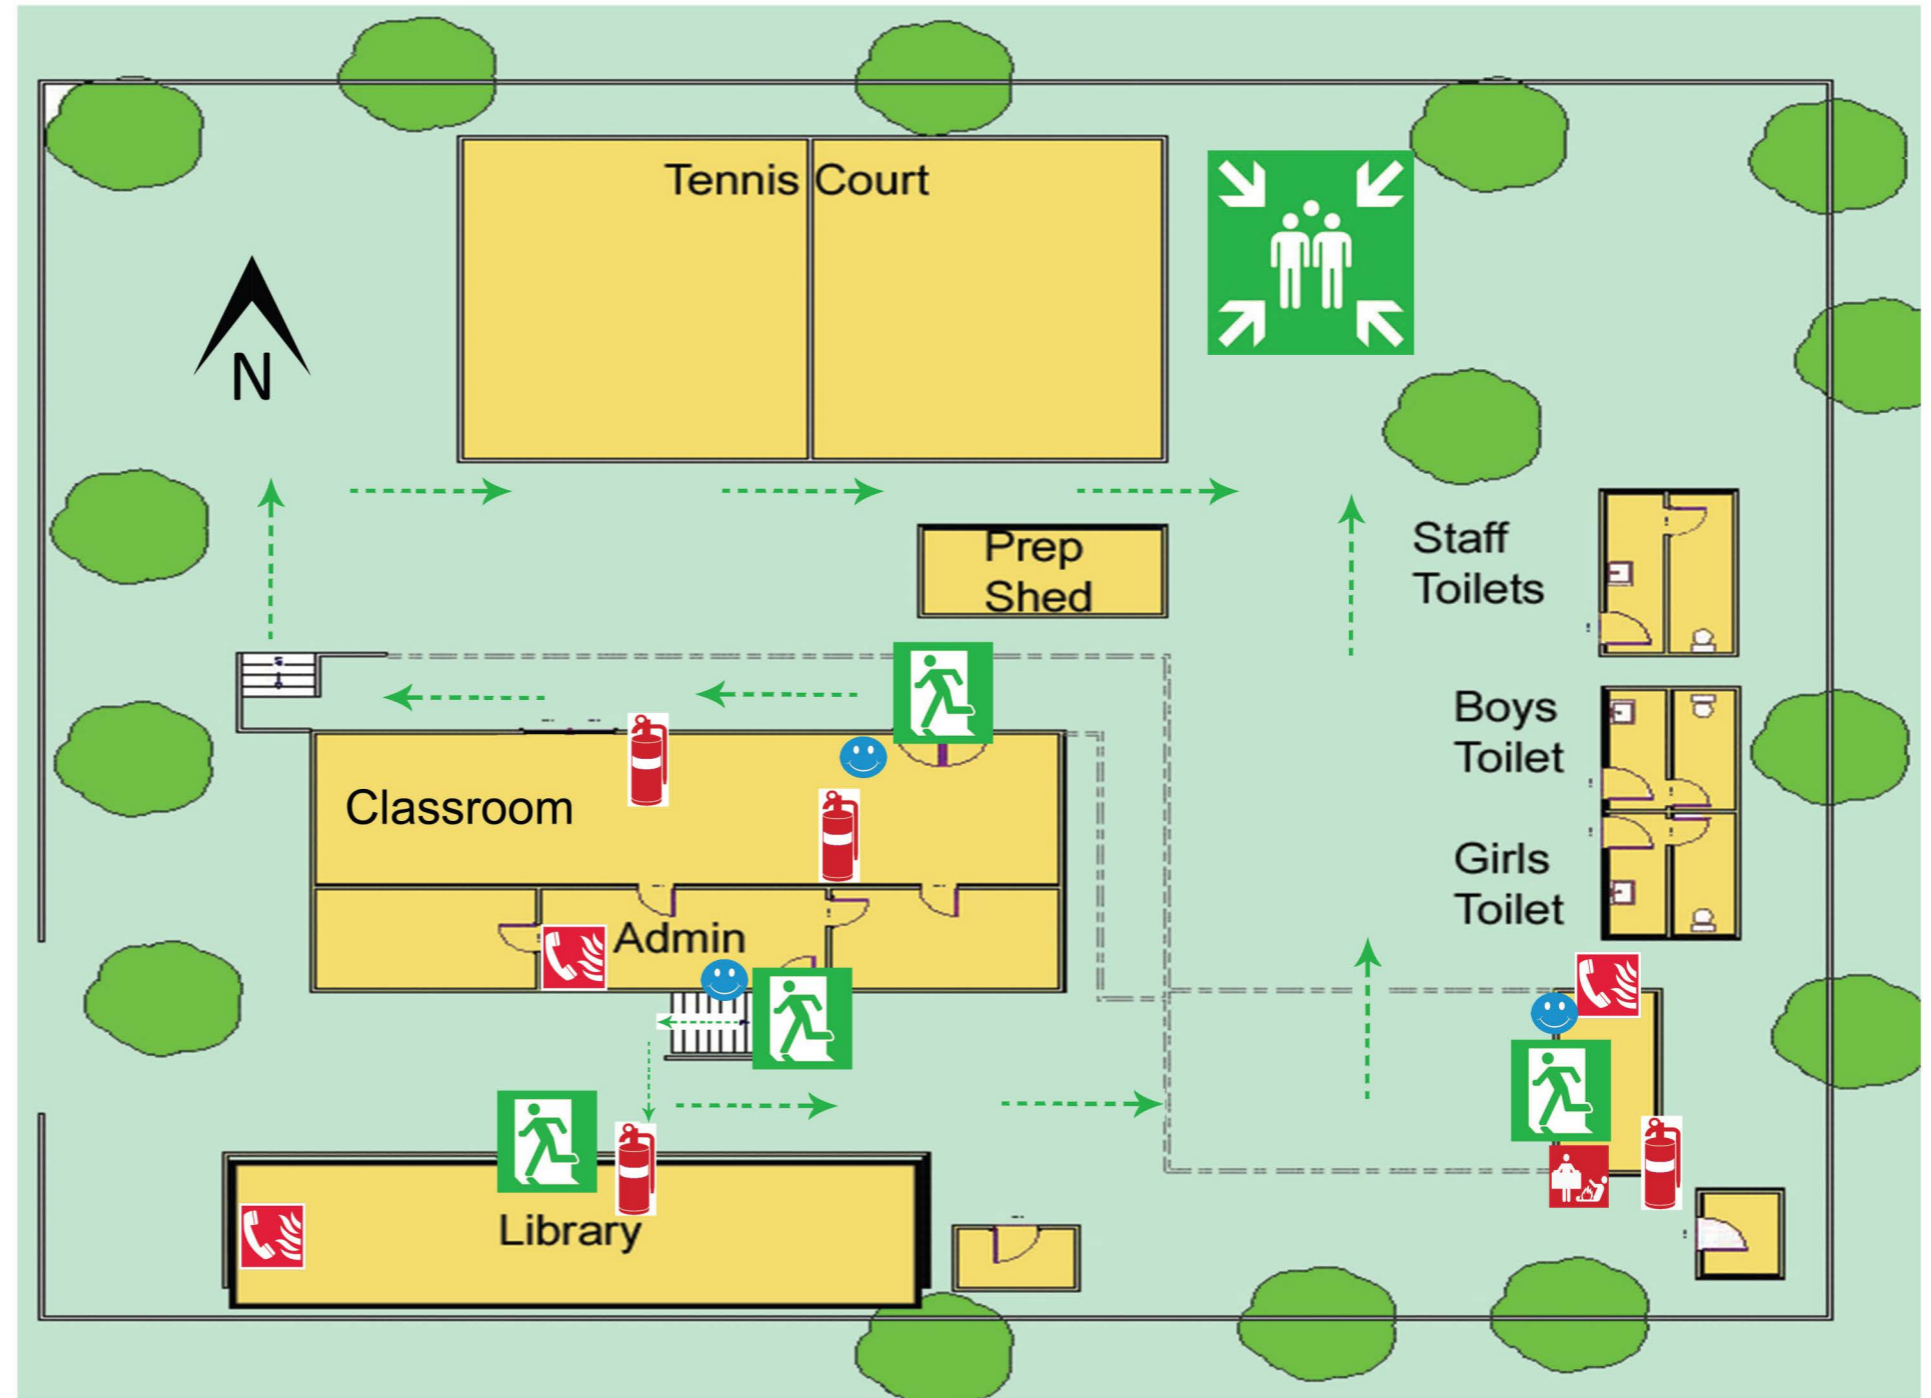 Tennis Court
N
Prep
Shed
Staff
Toilets
Boys
Toilet
Classroom
Girls
Toilet
Admin
Library